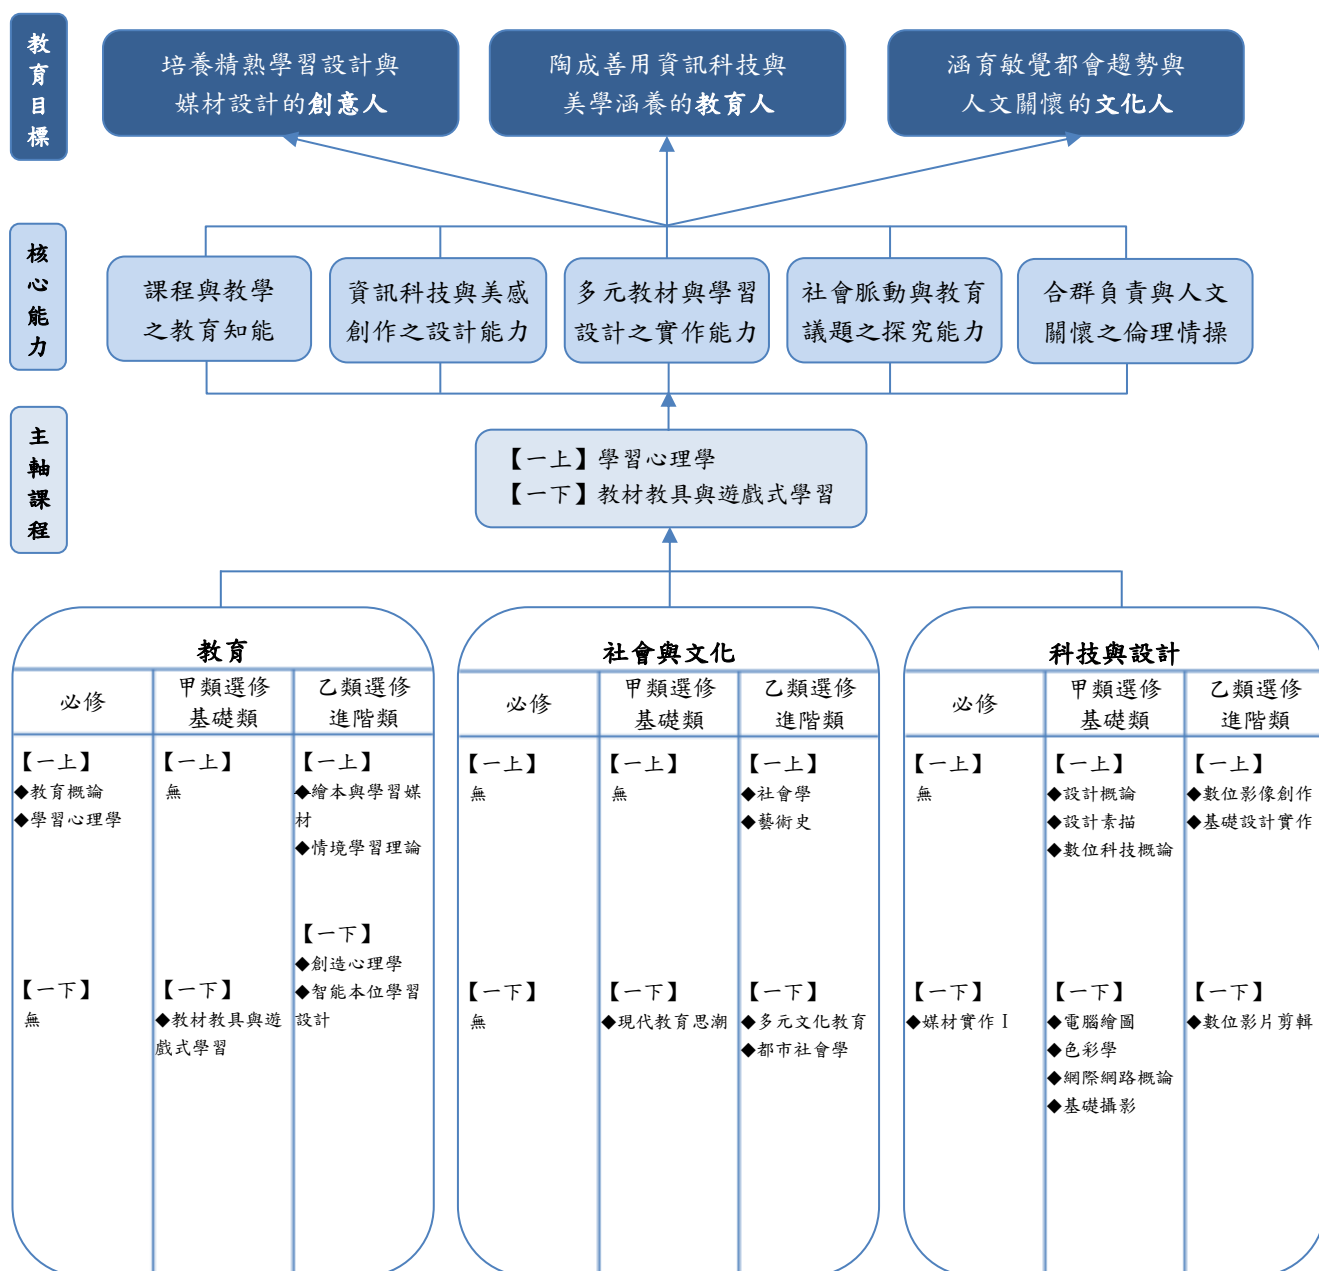 教育目標
培養精熟學習設計與
媒材設計的創意人
陶成善用資訊科技與
美學涵養的教育人
涵育敏覺都會趨勢與
人文關懷的文化人
核心能力
課程與教學
之教育知能
資訊科技與美感
創作之設計能力
多元教材與學習
設計之實作能力
社會脈動與教育
議題之探究能力
合群負責與人文
關懷之倫理情操
主軸課程
【一上】學習心理學
【一下】教材教具與遊戲式學習
教育
必修
甲類選修
基礎類
乙類選修
進階類
【一上】
◆教育概論
◆學習心理學
【一下】
無
【一上】
無
【一下】
◆教材教具與遊
戲式學習
【一上】
◆繪本與學習媒
材
◆情境學習理論
【一下】
◆創造心理學
◆智能本位學習
設計
社會與文化
必修
甲類選修
基礎類
乙類選修
進階類
【一上】
無
【一下】
無
【一上】
無
【一下】
◆現代教育思潮
【一上】
◆社會學
◆藝術史
【一下】
◆多元文化教育
◆都市社會學
科技與設計
必修
甲類選修
基礎類
乙類選修
進階類
【一上】
無
【一下】
◆媒材實作Ⅰ
【一上】
◆設計概論
◆設計素描
◆數位科技概論
【一下】
◆電腦繪圖
◆色彩學
◆網際網路概論
◆基礎攝影
【一上】
◆數位影像創作
◆基礎設計實作
【一下】
◆數位影片剪輯